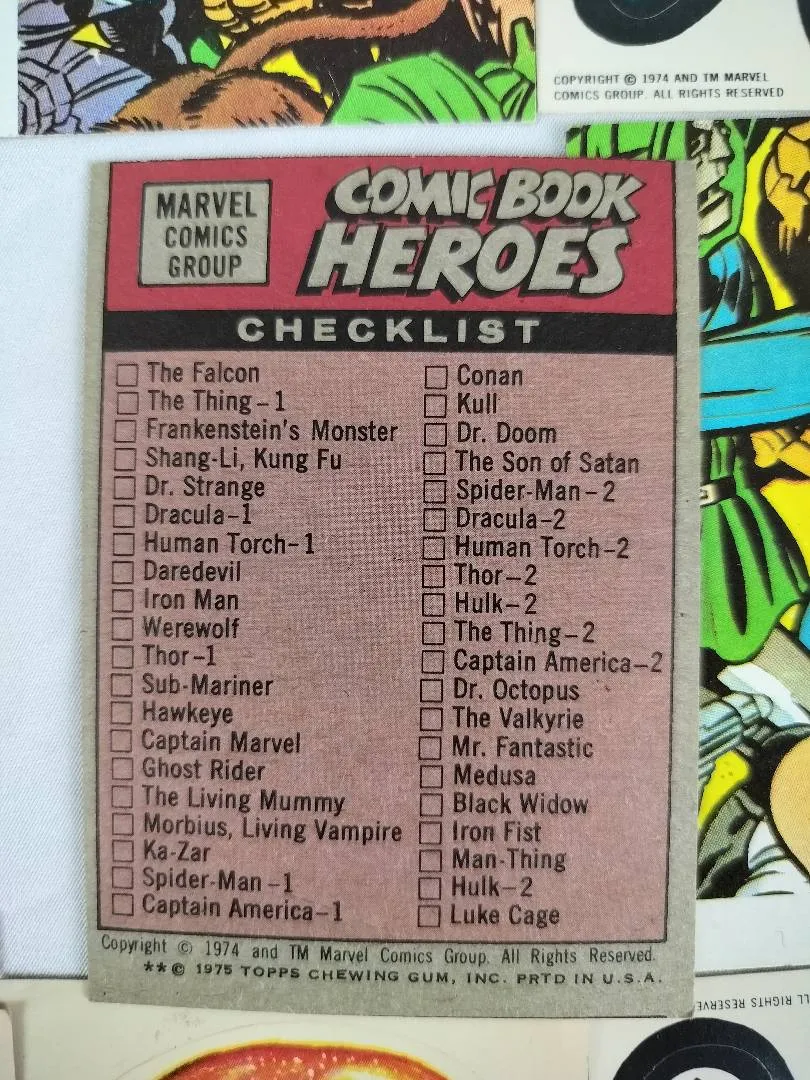 COPYRIGHT © 1974 AND TM MARVEL
COMICS GROUP. ALL RIGHTS RESERVED
MARVEL
COMICS
GROUP
COMIC BOOK
HEROES
CHECKLIST
The Falcon
The Thing-1
Frankenstein's Monster
Shang-Li, Kung Fu
Dr. Strange
Dracula-1
Human Torch-1
Daredevil
Iron Man
Werewolf
Thor-1
Sub-Mariner
Hawkeye
Captain Marvel
Ghost Rider
The Living Mummy
Morbius, Living Vampire
Ka-Zar
Spider-Man-1
Captain America-1
Conan
Kull
Dr. Doom
The Son of Satan
Spider-Man-2
Dracula-2
Human Torch-2
Thor-2
Hulk-2
The Thing-2
Captain America-2
Dr. Octopus
The Valkyrie
Mr. Fantastic
Medusa
Black Widow
Iron Fist
Man-Thing
Hulk-2
Luke Cage
Copyright © 1974 and TM Marvel Comics Group. All Rights Reserved.
**© 1975 TOPPS CHEWING GUM, INC. PRTD IN U.S.A.
RIGHTS RESERVE